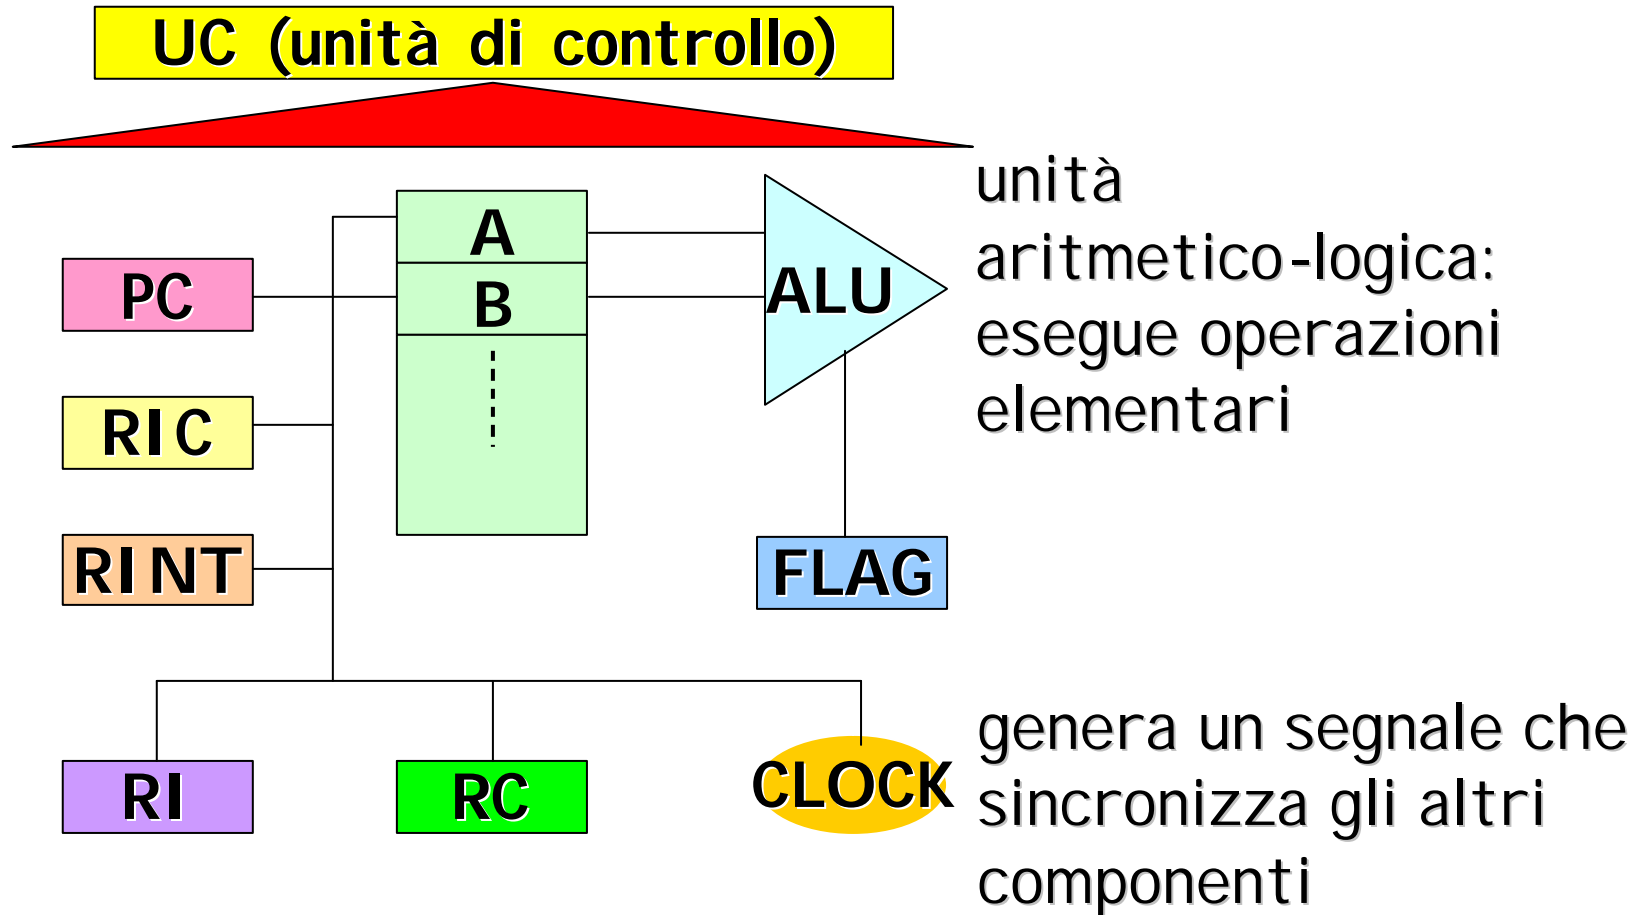 UC (unità di controllo)
unità
aritmetico-logica:
esegue operazioni
elementari
A
B
ALU
PC
RIC
RINT
FLAG
RI
RC
CLOCK
genera un segnale che
sincronizza gli altri
componenti